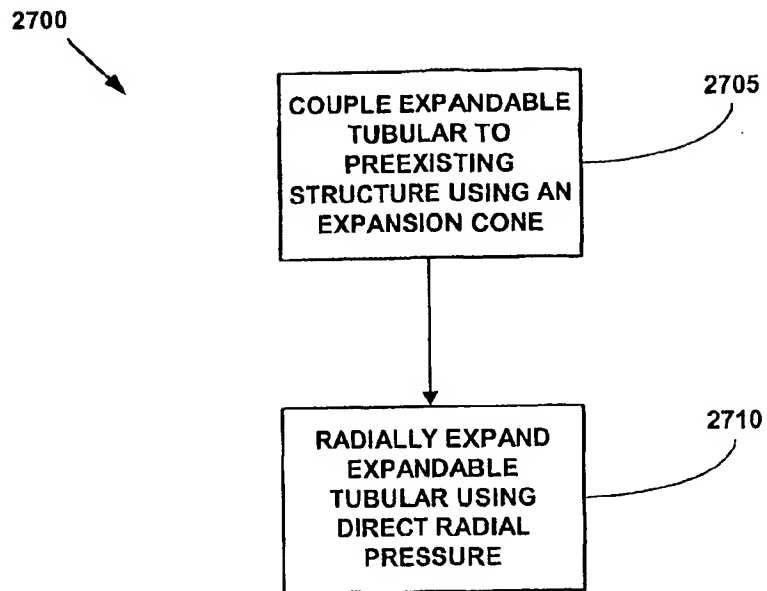 2700
2705
COUPLE EXPANDABLE
TUBULAR TO
PREEXISTING
STRUCTURE USING AN
EXPANSION CONE
2710
RADIALLY EXPAND
EXPANDABLE
TUBULAR USING
DIRECT RADIAL
PRESSURE